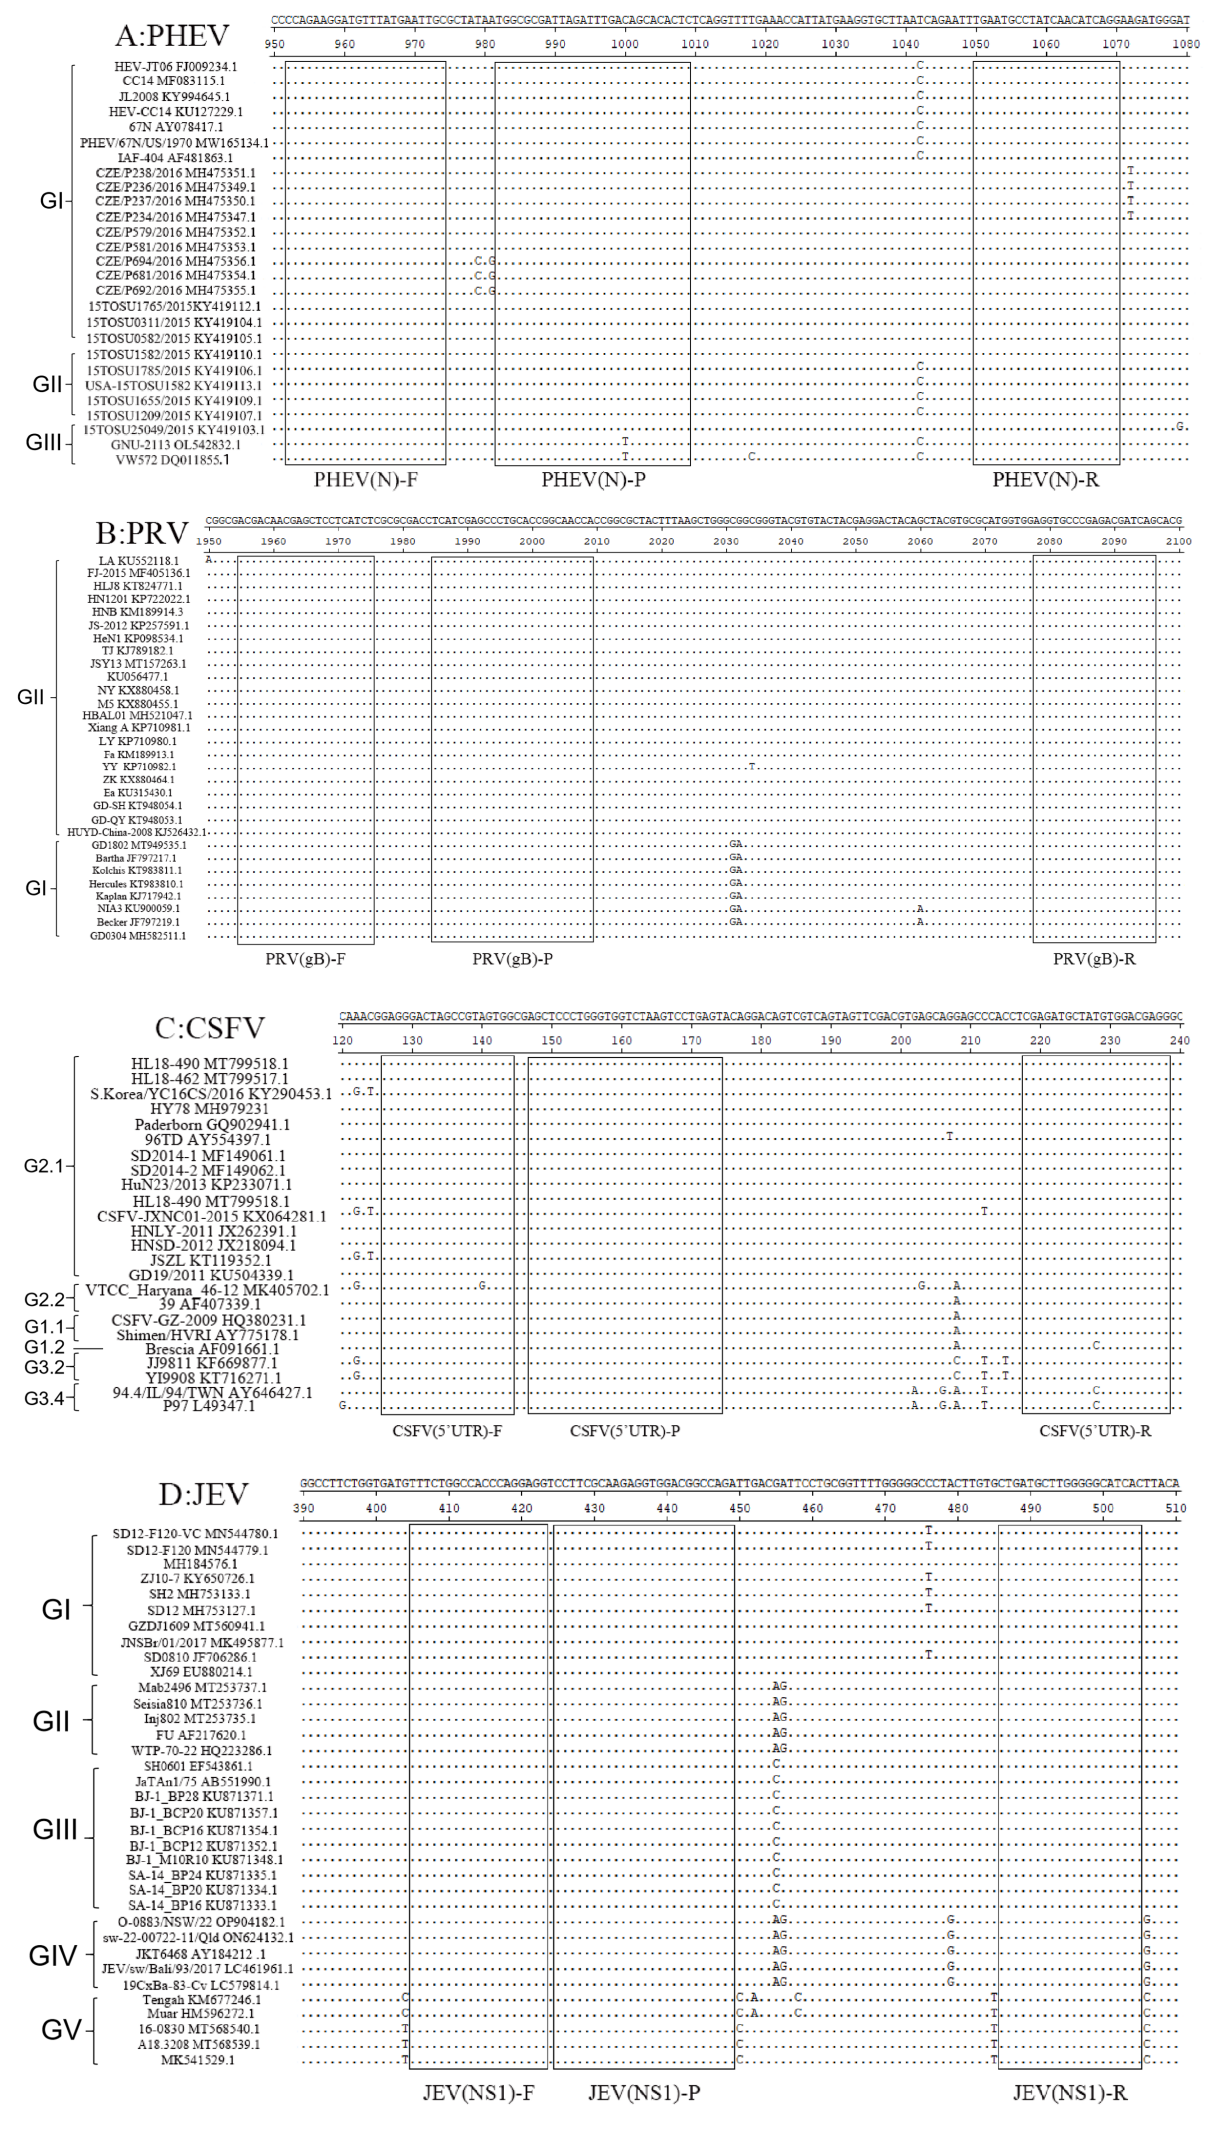 CCCCAGAAGGATGTTTATGAATTGCGCTATAATGGCGCGATTAGATTTGACAGCACACTCTCAGGTTTTGAAACCATTATGAAGGTGCTTAATCAGAATTTGAATGCCTATCAACATCAGGAAGATGGGAT
A:PHEV
950 960 970 980 990 1000 1010 1020 1030 1040 1050 1060 1070 1080
HEV-JT06 FJ009234.1 C
CC14 MF083115.1 C
JL2008 KY994645.1 C
HEV-CC14 KU127229.1 C
67N AY078417.1 C
PHEV/67N/US/1970 MW165134.1 C
IAF-404 AF481863.1 C
CZE/P238/2016 MH475351.1 T
CZE/P236/2016 MH475349.1 T
GI CZE/P237/2016 MH475350.1 T
CZE/P234/2016 MH475347.1 T
CZE/P579/2016 MH475352.1
CZE/P581/2016 MH475353.1
CZE/P694/2016 MH475356.1 C.G
CZE/P681/2016 MH475354.1 C.G
CZE/P692/2016 MH475355.1 C.G
15TOSU1765/2015KY419112.1
15TOSU0311/2015 KY419104.1
15TOSU0582/2015 KY419105.1
15TOSU1582/2015 KY419110.1
15TOSU1785/2015 KY419106.1 C
GII USA-15TOSU1582 KY419113.1 C
15TOSU1655/2015 KY419109.1 C
15TOSU1209/2015 KY419107.1 C
15TOSU25049/2015 KY419103.1 G
GIII GNU-2113 OL542832.1 T C
VW572 DQ011855.1 T C C
PHEV(N)-F PHEV(N)-P PHEV(N)-R
CGGCGACGACAACGAGCTCCTCATCTCGCGCGACCTCATCGAGCCCTGCACCGGCAACCACCGGCGCTACTTTAAGCTGGGCGGCGGGTACGTGTACTACGAGGACTACAGCTACGTGCGCATGGTGGAGGTGCCCGAGACGATCAGCACG
B:PRV
1950 1960 1970 1980 1990 2000 2010 2020 2030 2040 2050 2060 2070 2080 2090 2100
LA KU552118.1 A
FJ-2015 MF405136.1
HLJ8 KT824771.1
HN1201 KP722022.1
HNB KM189914.3
JS-2012 KP257591.1
HeN1 KP098534.1
TJ KJ789182.1
JSY13 MT157263.1
KU056477.1
NY KX880458.1
GII M5 KX880455.1
HBAL01 MH521047.1
Xiang A KP710981.1
LY KP710980.1
Fa KM189913.1
YY KP710982.1 T
ZK KX880464.1
Ea KU315430.1
GD-SH KT948054.1
GD-QY KT948053.1
HUYD-China-2008 KJ526432.1
GD1802 MT949535.1 GA
Bartha JF797217.1 GA
Kolchis KT983811.1 GA
GI Hercules KT983810.1 GA
Kaplan KJ717942.1 GA
NIA3 KU900059.1 GA A
Becker JF797219.1 GA A
GD0304 MH582511.1
PRV(gB)-F PRV(gB)-P PRV(gB)-R
CAAACGGAGGGACTAGCCGTAGTGGCGAGCTCCCTGGGTGGTCTAAGTCCTGAGTACAGGACAGTCGTCAGTAGTTCGACGTGAGCAGGAGCCCACCTCGAGATGCTATGTGGACGAGGGC
C:CSFV
120 130 140 150 160 170 180 190 200 210 220 230 240
HL18-490 MT799518.1
HL18-462 MT799517.1
S.Korea/YC16CS/2016 KY290453.1 G.T
HY78 MH979231
Paderborn GQ902941.1
96TD AY554397.1 T
G2.1 SD2014-1 MF149061.1
SD2014-2 MF149062.1
HuN23/2013 KP233071.1
HL18-490 MT799518.1
CSFV-JXNC01-2015 KX064281.1 G.T T
HNLY-2011 JX262391.1
HNSD-2012 JX218094.1
JSZL KT119352.1 G.T
GD19/2011 KU504339.1
G2.2 VTCC_Haryana_46-12 MK405702.1 G G G A
39 AF407339.1 A
G1.1 CSFV-GZ-2009 HQ380231.1 A
Shimen/HVRI AY775178.1 A
G1.2 Brescia AF091661.1 A C
G3.2 JJ9811 KF669877.1 G C T T
YI9908 KT716271.1 G C T T
G3.4 94.4/IL/94/TWN AY646427.1 A G A T C
P97 L49347.1 G A G A T C
CSFV(5’UTR)-F CSFV(5’UTR)-P CSFV(5’UTR)-R
GGCCTTCTGGTGATGTTTCTGGCCACCCAGGAGGTCCTTCGCAAGAGGTGGACGGCCAGATTGACGATTCCTGCGGTTTTGGGGGCCCTACTTGTGCTGATGCTTGGGGGCATCACTTACA
D:JEV
390 400 410 420 430 440 450 460 470 480 490 500 510
SD12-F120-VC MN544780.1 T
SD12-F120 MN544779.1 T
MH184576.1
ZJ10-7 KY650726.1 T
SH2 MH753133.1 T
GI SD12 MH753127.1 T
GZDJ1609 MT560941.1
JNSBr/01/2017 MK495877.1
SD0810 JF706286.1 T
XJ69 EU880214.1
Mab2496 MT253737.1 AG
Seisia810 MT253736.1 AG
GII Inj802 MT253735.1 AG
FU AF217620.1 AG
WTP-70-22 HQ223286.1 AG
SH0601 EF543861.1 C
JaTAn1/75 AB551990.1 C
BJ-1_BP28 KU871371.1 C
BJ-1_BCP20 KU871357.1 C
GIII BJ-1_BCP16 KU871354.1 C
BJ-1_BCP12 KU871352.1 C
BJ-1_M10R10 KU871348.1 C
SA-14_BP24 KU871335.1 C
SA-14_BP20 KU871334.1 C
SA-14_BP16 KU871333.1 C
O-0883/NSW/22 OP904182.1 AG G G
sw-22-00722-11/Qld ON624132.1 AG G G
GIV JKT6468 AY184212 .1 AG G G
JEV/sw/Bali/93/2017 LC461961.1 AG G G
19CxBa-83-Cv LC579814.1 AG G G
Tengah KM677246.1 C C.A C T C
Muar HM596272.1 C C.A C T C
GV 16-0830 MT568540.1 T C T C
A18.3208 MT568539.1 T C T C
MK541529.1 T C T C
JEV(NS1)-F JEV(NS1)-P JEV(NS1)-R